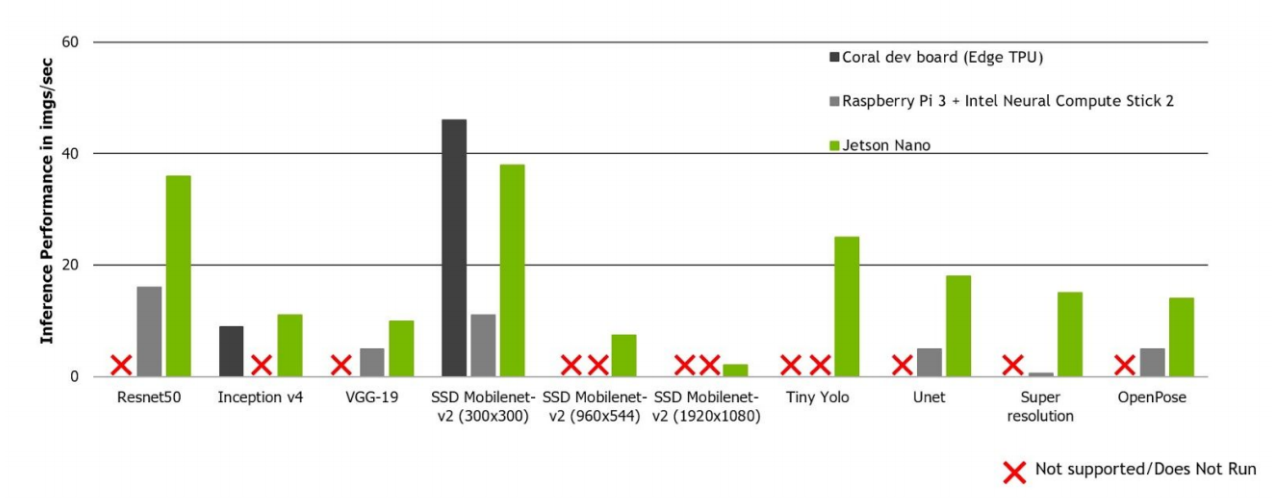 Inference Performance in imgs/sec
60
40
20
0
Coral dev board (Edge TPU)
Raspberry Pi 3 + Intel Neural Compute Stick 2
Jetson Nano
Resnet50
Inception v4
VGG-19
SSD Mobilenet-
v2 (300x300)
SSD Mobilenet-
v2 (960x544)
SSD Mobilenet-
v2 (1920x1080)
Tiny Yolo
Unet
Super
resolution
OpenPose
Not supported/Does Not Run